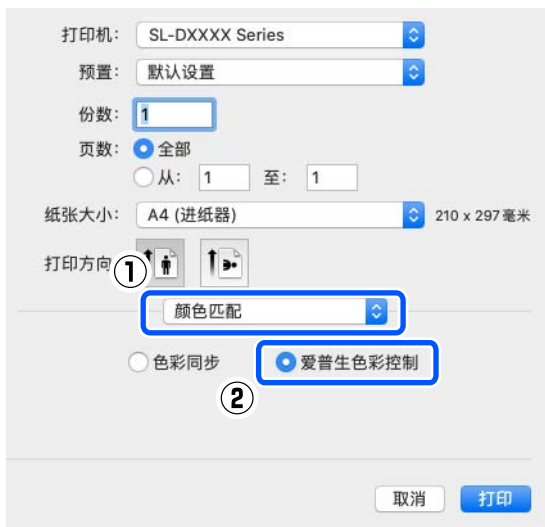 打印机: SL-DXXXX Series
预置: 默认设置
份数: 1
页数: 全部
从: 1 至: 1
纸张大小: A4 (进纸器) 210 x 297 毫米
打印方向
①
颜色匹配
色彩同步 爱普生色彩控制
②
取消 打印